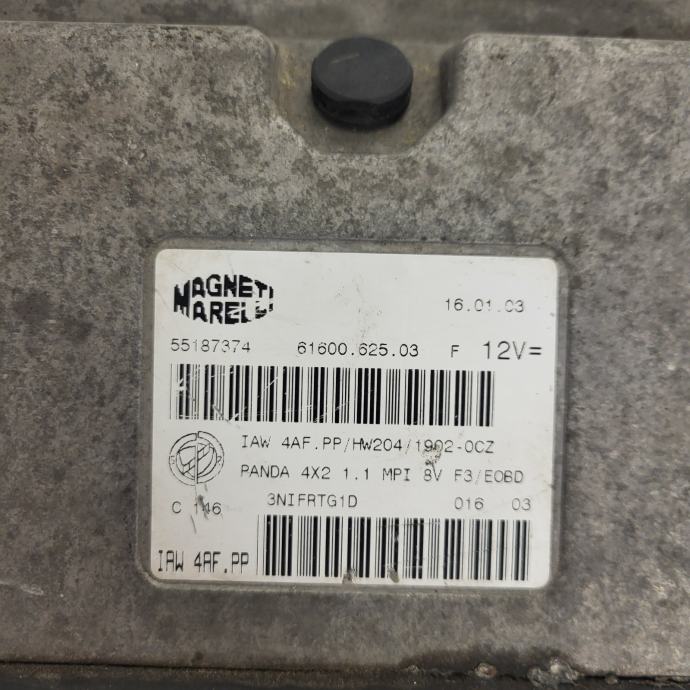 MAGNETI
MARELLI
16.01.03
55187374 61600.625.03 F 12V=
IAW 4AF.PP/HW204/1902-0CZ
PANDA 4X2 1.1 MPI 8V F3/EOBD
C 146 3NIFRTG1D 016 03
IAW 4AF.PP